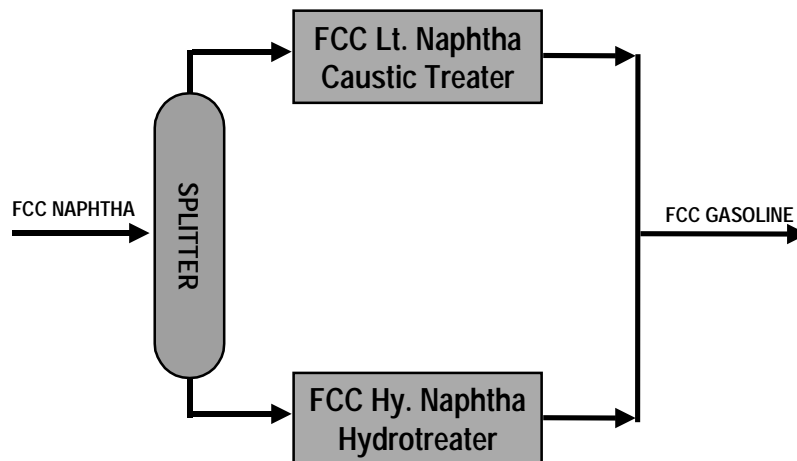 FCC Lt. Naphtha
Caustic Treater
SPLITTER
FCC NAPHTHA
FCC GASOLINE
FCC Hy. Naphtha
Hydrotreater